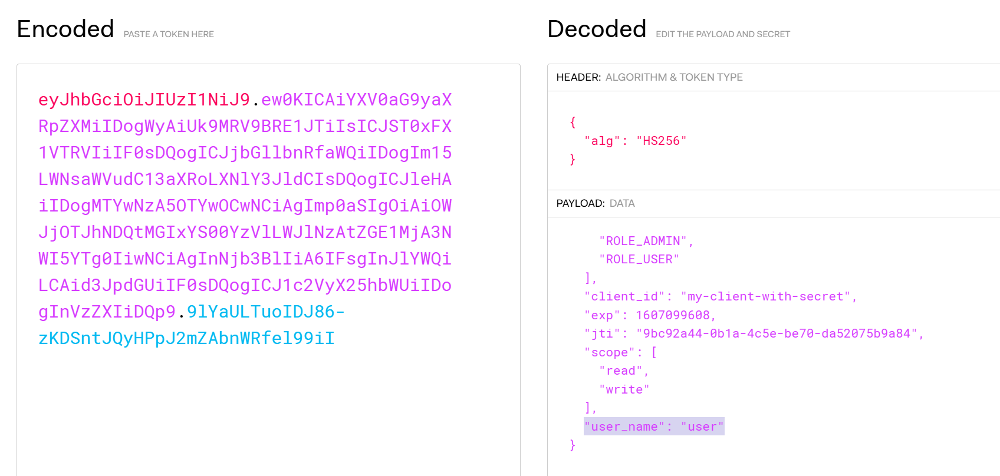 Encoded PASTE A TOKEN HERE
eyJhbGciOiJIUzI1NiJ9.ew0KICAiYXV0aG9yaX
RpZXMiIDogWyAiUk9MRV9BRE1JTiIsICJST0xFX
1VTRVIiIF0sDQogICJjbGllbnRfaWQiIDogIm15
LWNsaWVudC13aXRoLXNlY3JldCIsDQogICJleHA
iIDogMTYwNzA5OTYwOCwNCiAgImp0aSIgOiAiOW
JjOTJhNDQtMGIxYS00YzVlLWJlNzAtZGE1MjA3N
WI5YTg0IiwNCiAgInNjb3BlIiA6IFsgInJlYWQi
LCAid3JpdGUiIF0sDQogICJ1c2VyX25hbWUiIDo
gInVzZXIiDQp9.9lYaULTuoIDJ86-
zKDSntJQyHPpJ2mZAbnWRfel99iI
Decoded EDIT THE PAYLOAD AND SECRET
HEADER: ALGORITHM & TOKEN TYPE
{
"alg": "HS256"
}
PAYLOAD: DATA
"ROLE_ADMIN",
"ROLE_USER"
],
"client_id": "my-client-with-secret",
"exp": 1607099608,
"jti": "9bc92a44-0b1a-4c5e-be70-da52075b9a84",
"scope": [
"read",
"write"
],
"user_name": "user"
}